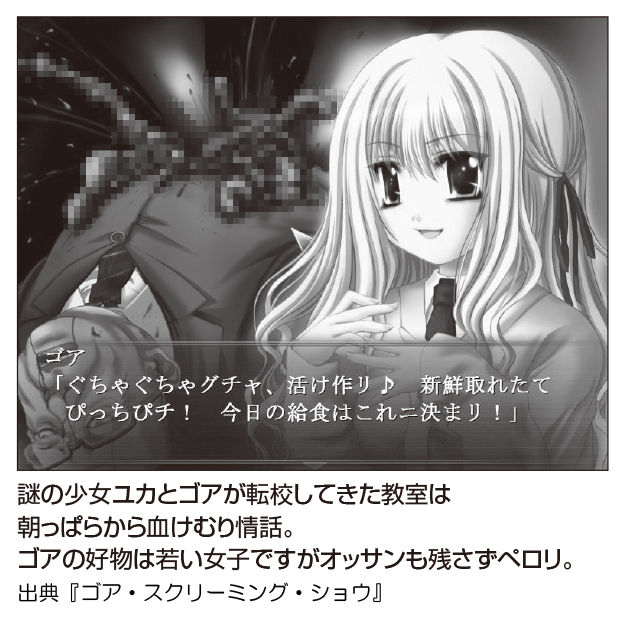 ゴア
「ぐちゃぐちゃグチャ、活け作リ♪　新鮮取れたて
ぴっちぴチ！　今日の給食はこれニ決まリ！」
謎の少女ユカとゴアが転校してきた教室は
朝っぱらから血けむり情話。
ゴアの好物は若い女子ですがオッサンも残さずペロリ。
出典『ゴア・スクリーミング・ショウ』